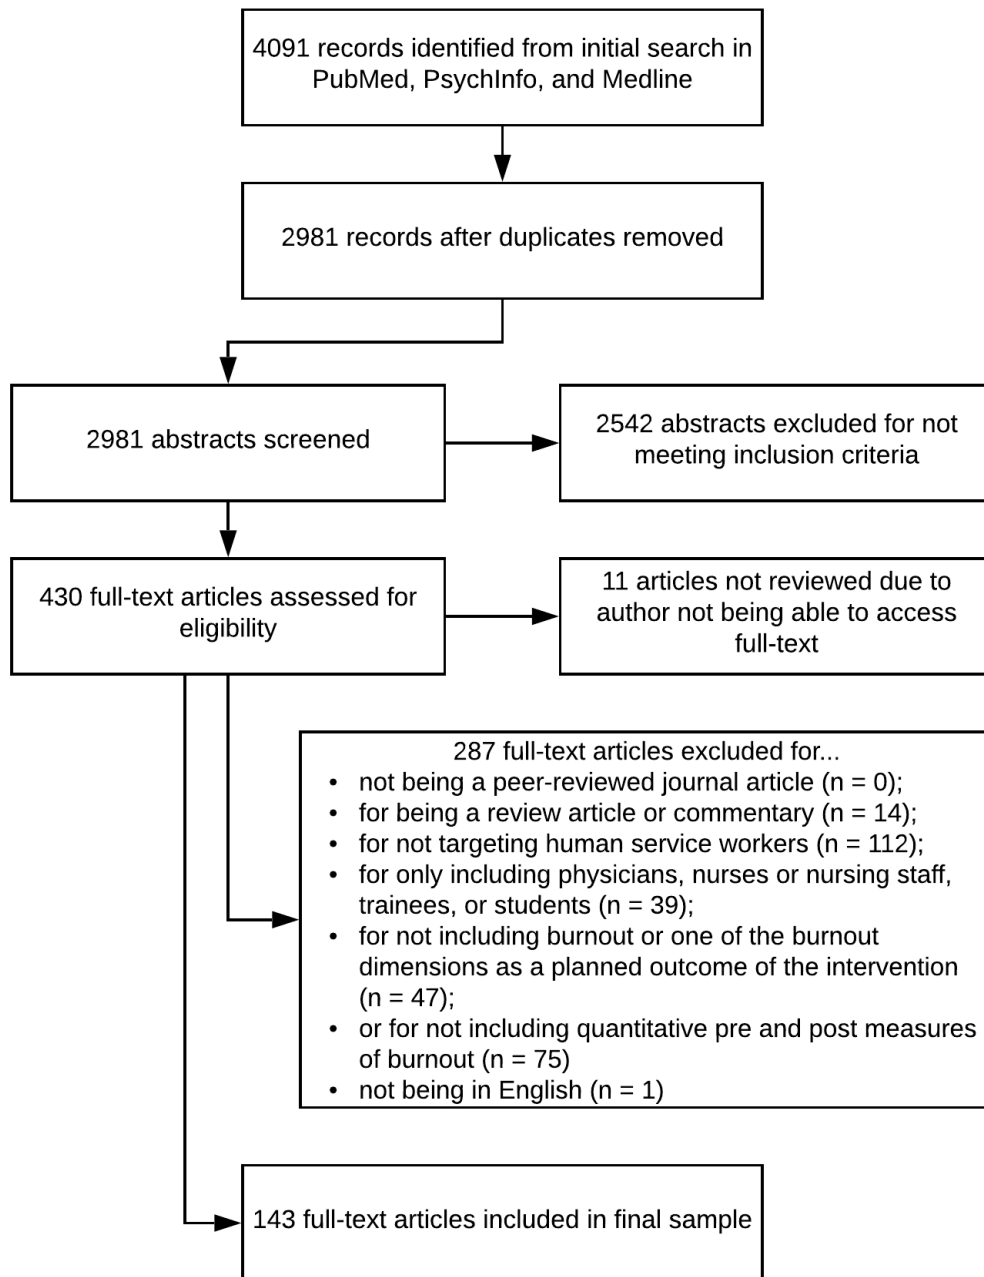 4091 records identified from initial search in
PubMed, PsychInfo, and Medline
2981 records after duplicates removed
2981 abstracts screened
2542 abstracts excluded for not
meeting inclusion criteria
430 full-text articles assessed for
eligibility
11 articles not reviewed due to
author not being able to access
full-text
287 full-text articles excluded for...
• not being a peer-reviewed journal article (n = 0);
• for being a review article or commentary (n = 14);
• for not targeting human service workers (n = 112);
• for only including physicians, nurses or nursing staff,
trainees, or students (n = 39);
• for not including burnout or one of the burnout
dimensions as a planned outcome of the intervention
(n = 47);
• or for not including quantitative pre and post measures
of burnout (n = 75)
• not being in English (n = 1)
143 full-text articles included in final sample